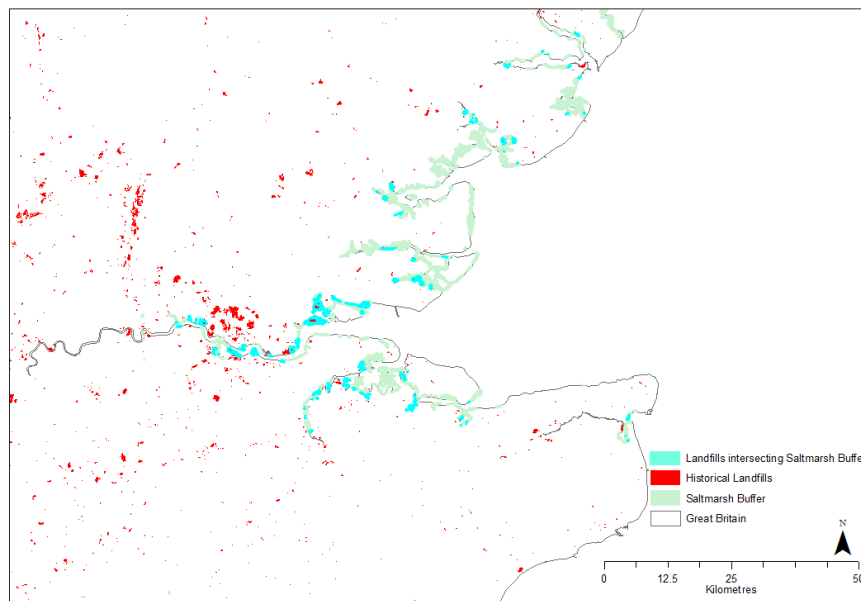 Landfills intersecting Saltmarsh Buffe
Historical Landfills
Saltmarsh Buffer
Great Britain
N
0 12.5 25 50
Kilometres